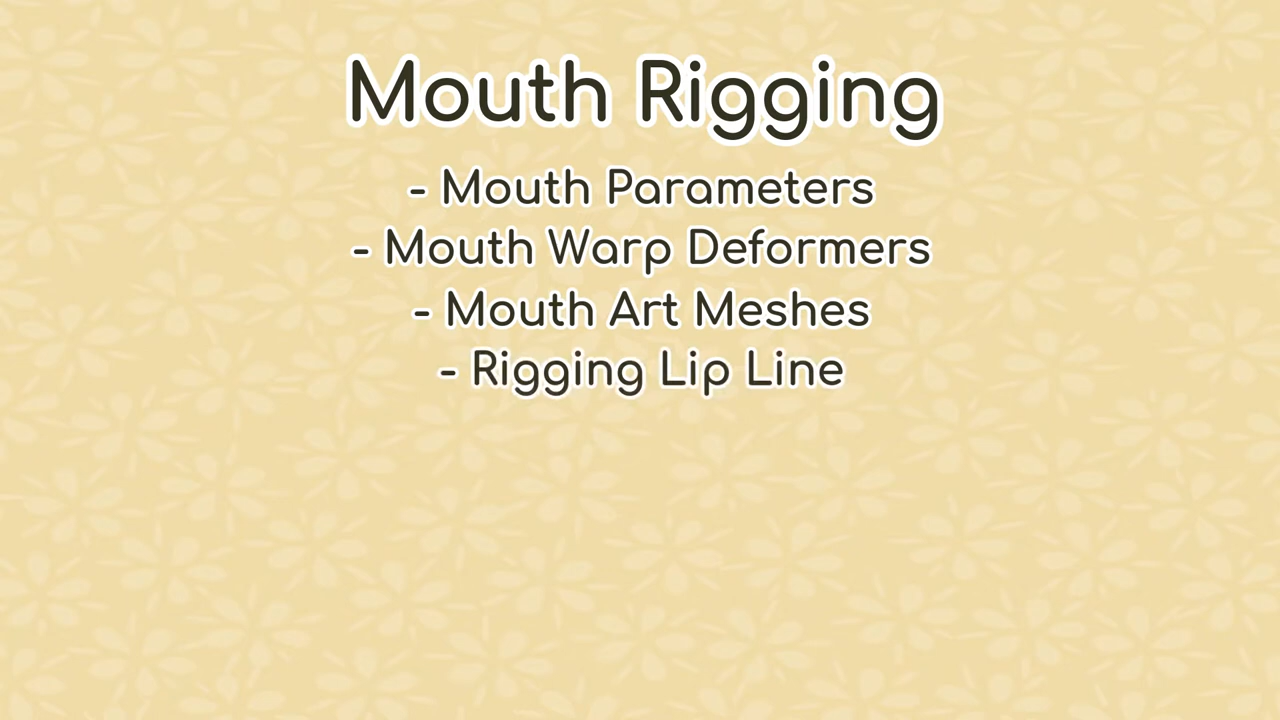 Mouth Rigging
- Mouth Parameters
- Mouth Warp Deformers
- Mouth Art Meshes
- Rigging Lip Line